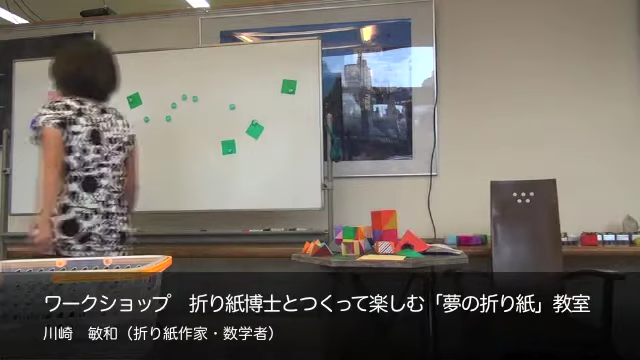 ワークショップ　折り紙博士とつくって楽しむ「夢の折り紙」教室
川崎　敏和（折り紙作家・数学者）